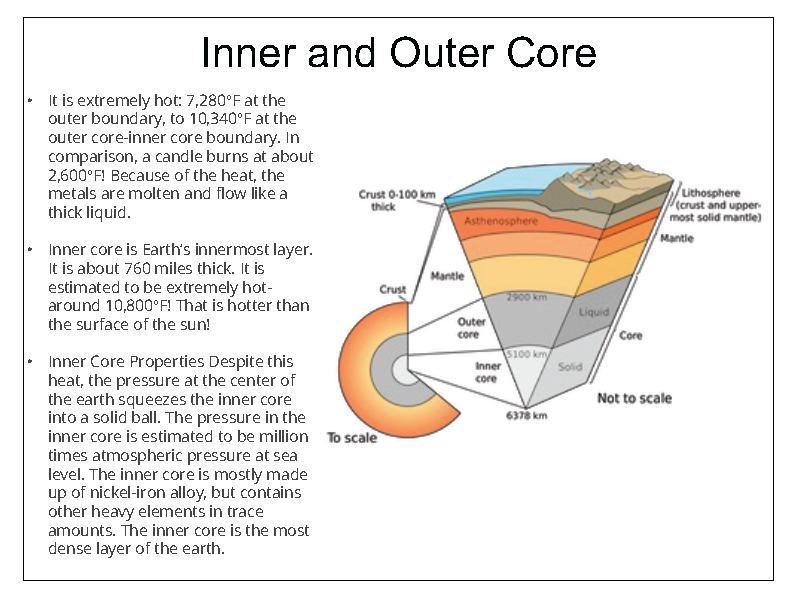 Inner and Outer Core
• It is extremely hot: 7,280°F at the
outer boundary, to 10,340°F at the
outer core-inner core boundary. In
comparison, a candle burns at about
2,600°F! Because of the heat, the
metals are molten and flow like a
thick liquid.
• Inner core is Earth's innermost layer.
It is about 760 miles thick. It is
estimated to be extremely hot-
around 10,800°F! That is hotter than
the surface of the sun!
• Inner Core Properties Despite this
heat, the pressure at the center of
the earth squeezes the inner core
into a solid ball. The pressure in the
inner core is estimated to be million
times atmospheric pressure at sea
level. The inner core is mostly made
up of nickel-iron alloy, but contains
other heavy elements in trace
amounts. The inner core is the most
dense layer of the earth.
Crust 0-100 km
thick
Lithosphere
(crust and upper-
most solid mantle)
Asthenosphere
Mantle
Mantle
Crust
2900 km
Outer
core
Liquid
Core
5100 km
Inner
core
Solid
Not to scale
6378 km
To scale